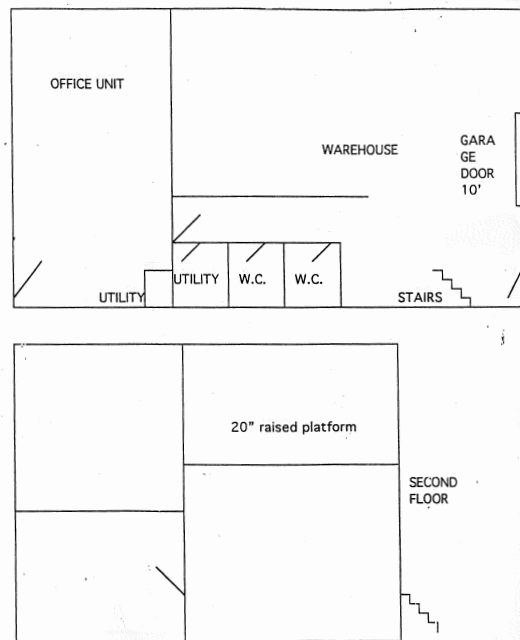 OFFICE UNIT
WAREHOUSE
GARA
GE
DOOR
10'
UTILITY
UTILITY
W.C.
W.C.
STAIRS
20" raised platform
SECOND
FLOOR